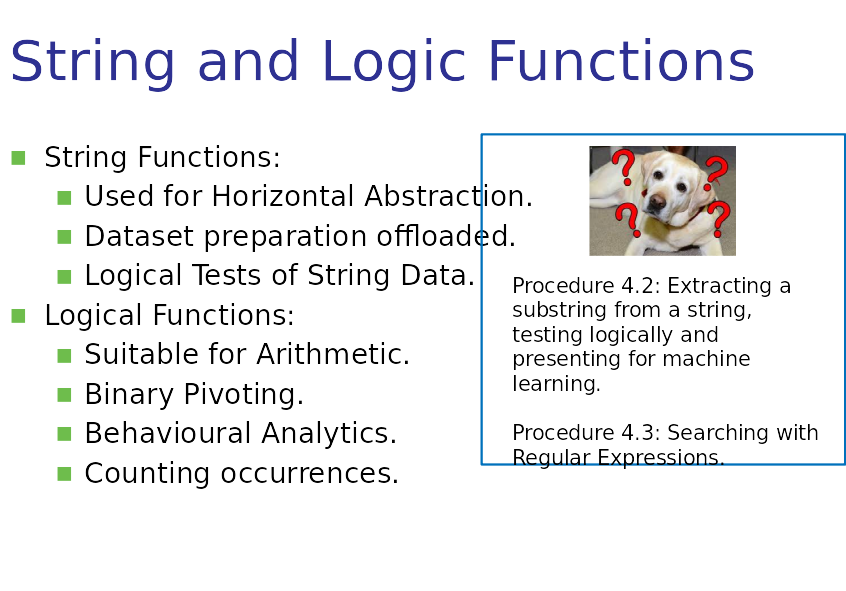 String and Logic Functions
String Functions:
Used for Horizontal Abstraction.
Dataset preparation offloaded.
Logical Tests of String Data.
Logical Functions:
Suitable for Arithmetic.
Binary Pivoting.
Behavioural Analytics.
Counting occurrences.
? ? ? ?
Procedure 4.2: Extracting a
substring from a string,
testing logically and
presenting for machine
learning.
Procedure 4.3: Searching with
Regular Expressions.